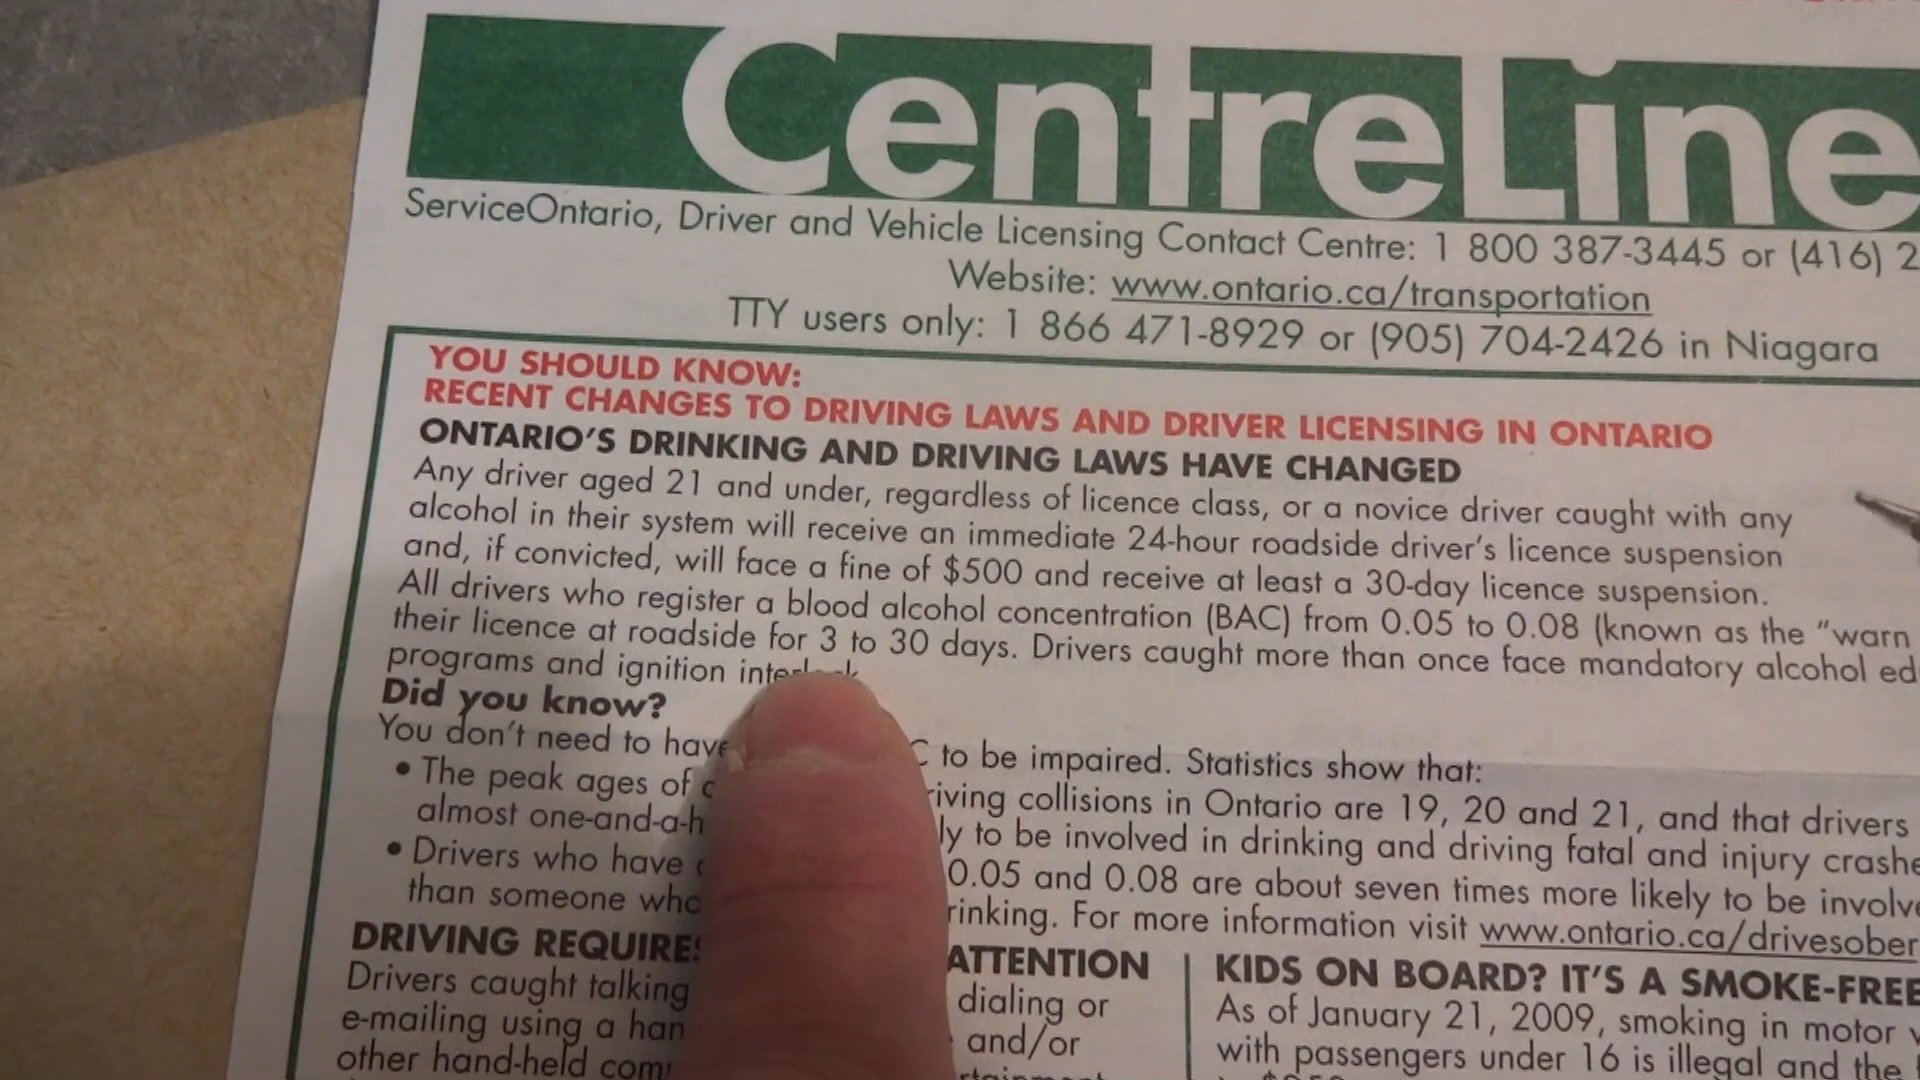 CentreLine
ServiceOntario, Driver and Vehicle Licensing Contact Centre: 1 800 387-3445 or (416) 2
Website: www.ontario.ca/transportation
TTY users only: 1 866 471-8929 or (905) 704-2426 in Niagara
YOU SHOULD KNOW:
RECENT CHANGES TO DRIVING LAWS AND DRIVER LICENSING IN ONTARIO
ONTARIO'S DRINKING AND DRIVING LAWS HAVE CHANGED
Any driver aged 21 and under, regardless of licence class, or a novice driver caught with any
alcohol in their system will receive an immediate 24-hour roadside driver's licence suspension
and, if convicted, will face a fine of $500 and receive at least a 30-day licence suspension.
All drivers who register a blood alcohol concentration (BAC) from 0.05 to 0.08 (known as the "warn
their licence at roadside for 3 to 30 days. Drivers caught more than once face mandatory alcohol ed
programs and ignition interlock
Did you know?
You don't need to have to be impaired. Statistics show that:
• The peak ages of iving collisions in Ontario are 19, 20 and 21, and that drivers
almost one-and-a-h ly to be involved in drinking and driving fatal and injury crashe
• Drivers who have 0.05 and 0.08 are about seven times more likely to be involve
than someone who rinking. For more information visit www.ontario.ca/drivesober
DRIVING REQUIRES ATTENTION
Drivers caught talking dialing or
e-mailing using a han and/or
other hand-held com
KIDS ON BOARD? IT'S A SMOKE-FREE
As of January 21, 2009, smoking in motor v
with passengers under 16 is illegal and the